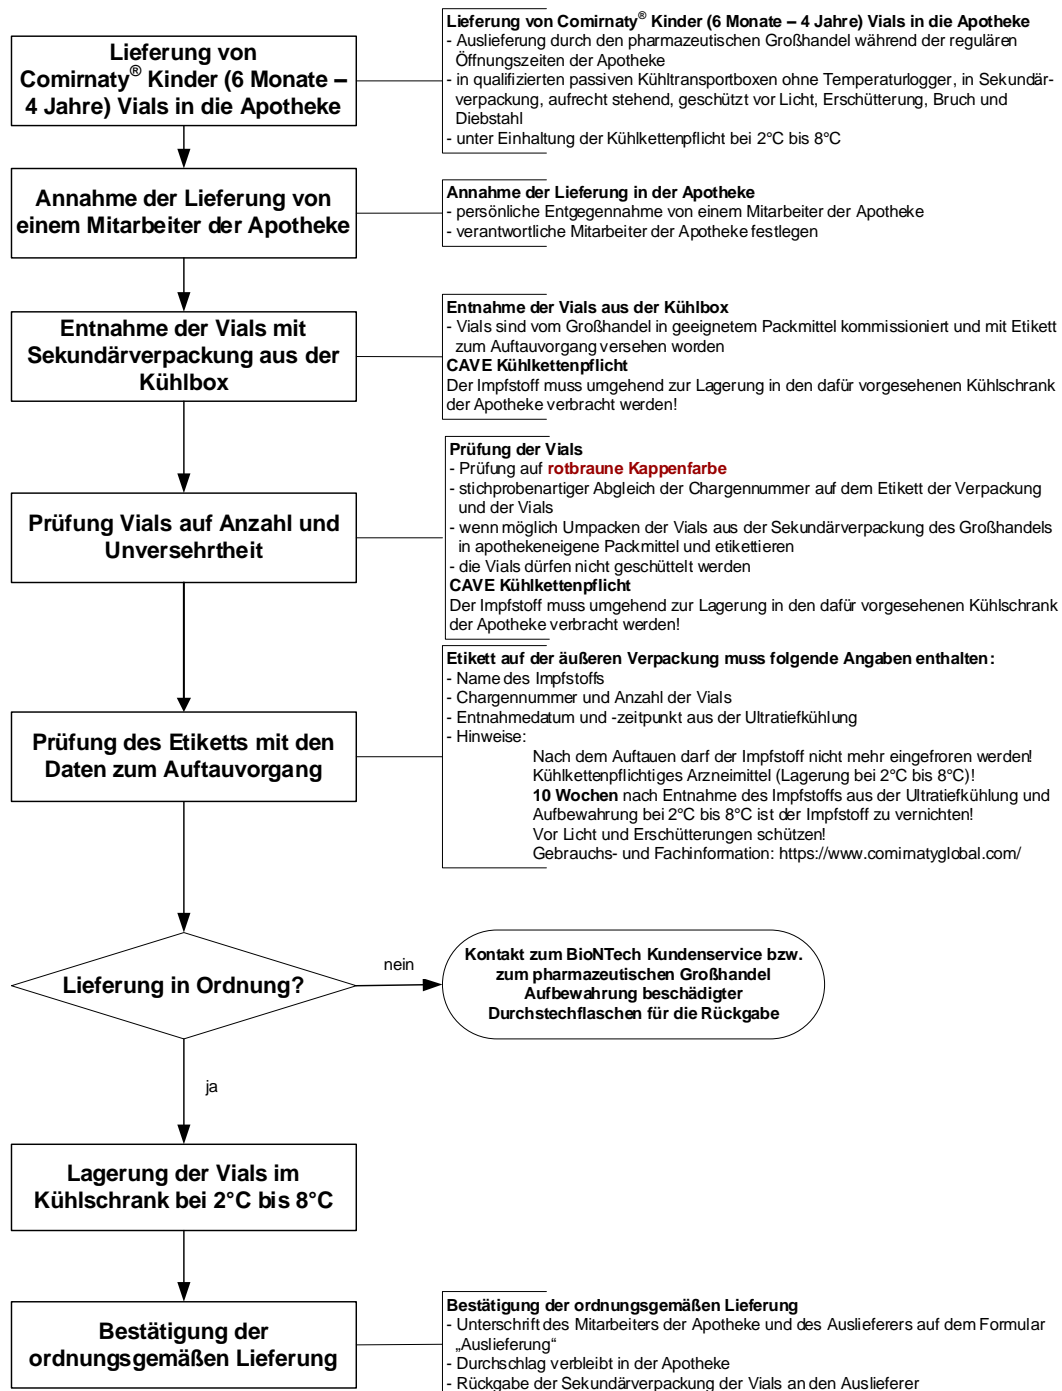 Lieferung von
Comirnaty® Kinder (6 Monate –
4 Jahre) Vials in die Apotheke
Lieferung von Comirnaty® Kinder (6 Monate – 4 Jahre) Vials in die Apotheke
- Auslieferung durch den pharmazeutischen Großhandel während der regulären
Öffnungszeiten der Apotheke
- in qualifizierten passiven Kühltransportboxen ohne Temperaturlogger, in Sekundär-
verpackung, aufrecht stehend, geschützt vor Licht, Erschütterung, Bruch und
Diebstahl
- unter Einhaltung der Kühlkettenpflicht bei 2°C bis 8°C
Annahme der Lieferung von
einem Mitarbeiter der Apotheke
Annahme der Lieferung in der Apotheke
- persönliche Entgegennahme von einem Mitarbeiter der Apotheke
- verantwortliche Mitarbeiter der Apotheke festlegen
Entnahme der Vials mit
Sekundärverpackung aus der
Kühlbox
Entnahme der Vials aus der Kühlbox
- Vials sind vom Großhandel in geeignetem Packmittel kommissioniert und mit Etikett
zum Auftauvorgang versehen worden
CAVE Kühlkettenpflicht
Der Impfstoff muss umgehend zur Lagerung in den dafür vorgesehenen Kühlschrank
der Apotheke verbracht werden!
Prüfung Vials auf Anzahl und
Unversehrtheit
Prüfung der Vials
- Prüfung auf rotbraune Kappenfarbe
- stichprobenartiger Abgleich der Chargennummer auf dem Etikett der Verpackung
und der Vials
- wenn möglich Umpacken der Vials aus der Sekundärverpackung des Großhandels
in apothekeneigene Packmittel und etikettieren
- die Vials dürfen nicht geschüttelt werden
CAVE Kühlkettenpflicht
Der Impfstoff muss umgehend zur Lagerung in den dafür vorgesehenen Kühlschrank
der Apotheke verbracht werden!
Prüfung des Etiketts mit den
Daten zum Auftauvorgang
Etikett auf der äußeren Verpackung muss folgende Angaben enthalten:
- Name des Impfstoffs
- Chargennummer und Anzahl der Vials
- Entnahmedatum und -zeitpunkt aus der Ultratiefkühlung
- Hinweise:
Nach dem Auftauen darf der Impfstoff nicht mehr eingefroren werden!
Kühlkettenpflichtiges Arzneimittel (Lagerung bei 2°C bis 8°C)!
10 Wochen nach Entnahme des Impfstoffs aus der Ultratiefkühlung und
Aufbewahrung bei 2°C bis 8°C ist der Impfstoff zu vernichten!
Vor Licht und Erschütterungen schützen!
Gebrauchs- und Fachinformation: https://www.comirnatyglobal.com/
Lieferung in Ordnung?
nein
Kontakt zum BioNTech Kundenservice bzw.
zum pharmazeutischen Großhandel
Aufbewahrung beschädigter
Durchstechflaschen für die Rückgabe
ja
Lagerung der Vials im
Kühlschrank bei 2°C bis 8°C
Bestätigung der
ordnungsgemäßen Lieferung
Bestätigung der ordnungsgemäßen Lieferung
- Unterschrift des Mitarbeiters der Apotheke und des Auslieferers auf dem Formular
„Auslieferung“
- Durchschlag verbleibt in der Apotheke
- Rückgabe der Sekundärverpackung der Vials an den Auslieferer